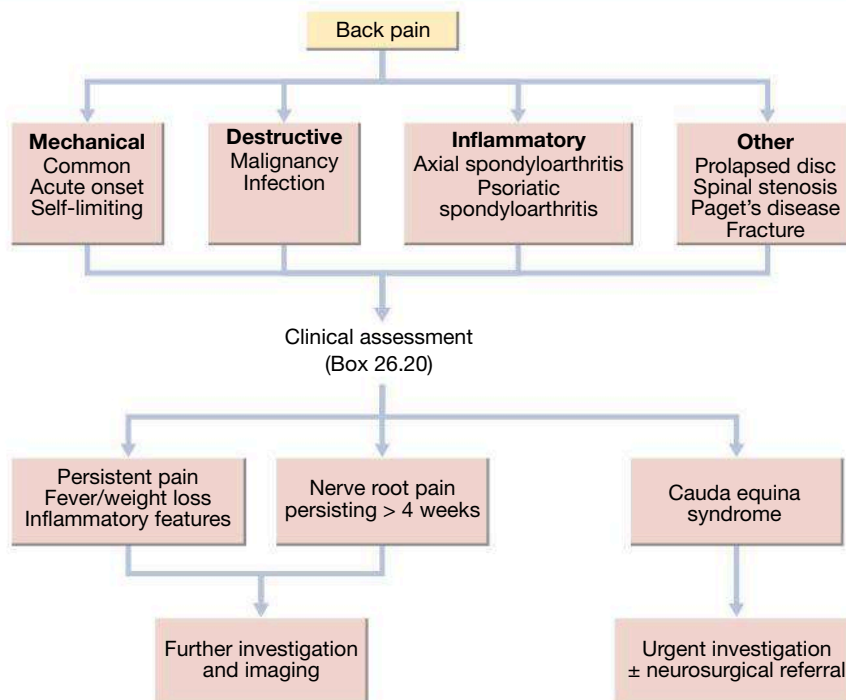 Back pain
Mechanical
Common
Acute onset
Self-limiting
Destructive
Malignancy
Infection
Inflammatory
Axial spondyloarthritis
Psoriatic
spondyloarthritis
Other
Prolapsed disc
Spinal stenosis
Paget's disease
Fracture
Clinical assessment
(Box 26.20)
Persistent pain
Fever/weight loss
Inflammatory features
Nerve root pain
persisting > 4 weeks
Cauda equina
syndrome
Further investigation
and imaging
Urgent investigation
± neurosurgical referral